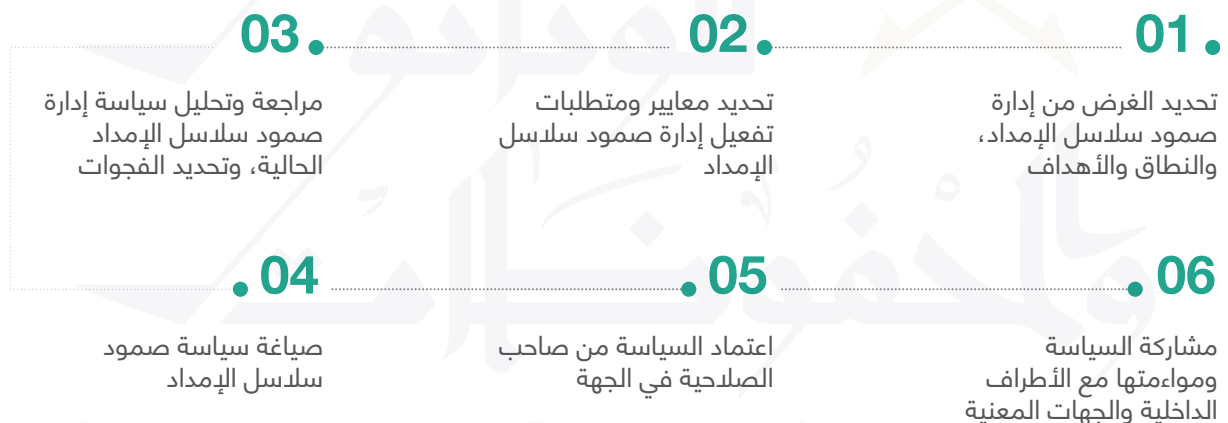 01
تحديد الغرض من إدارة
صمود سلاسل الإمداد،
والنطاق والأهداف
02
تحديد معايير ومتطلبات
تفعيل إدارة صمود سلاسل
الإمداد
03
مراجعة وتحليل سياسة إدارة
صمود سلاسل الإمداد
الحالية، وتحديد الفجوات
04
صياغة سياسة صمود
سلاسل الإمداد
05
اعتماد السياسة من صاحب
الصلاحية في الجهة
06
مشاركة السياسة
ومواءمتها مع الأطراف
الداخلية والجهات المعنية